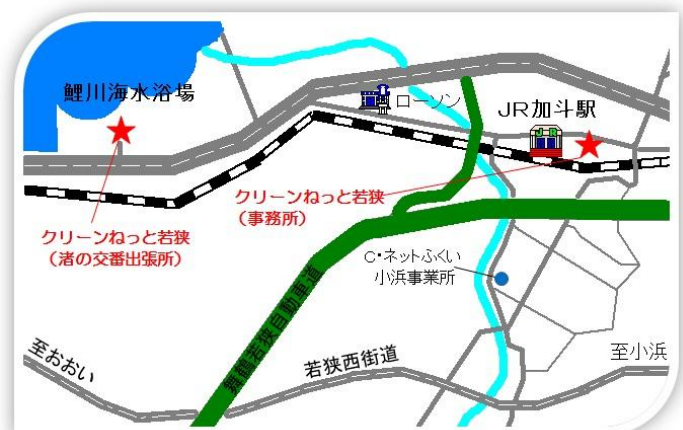 鯉川海水浴場
ローソン
JR加斗駅
クリーンねっと若狭
(事務所)
クリーンねっと若狭
(渚の交番出張所)
C・ネットふくい
小浜事業所
舞鶴若狭自動車道
至おおい
若狭西街道
至小浜